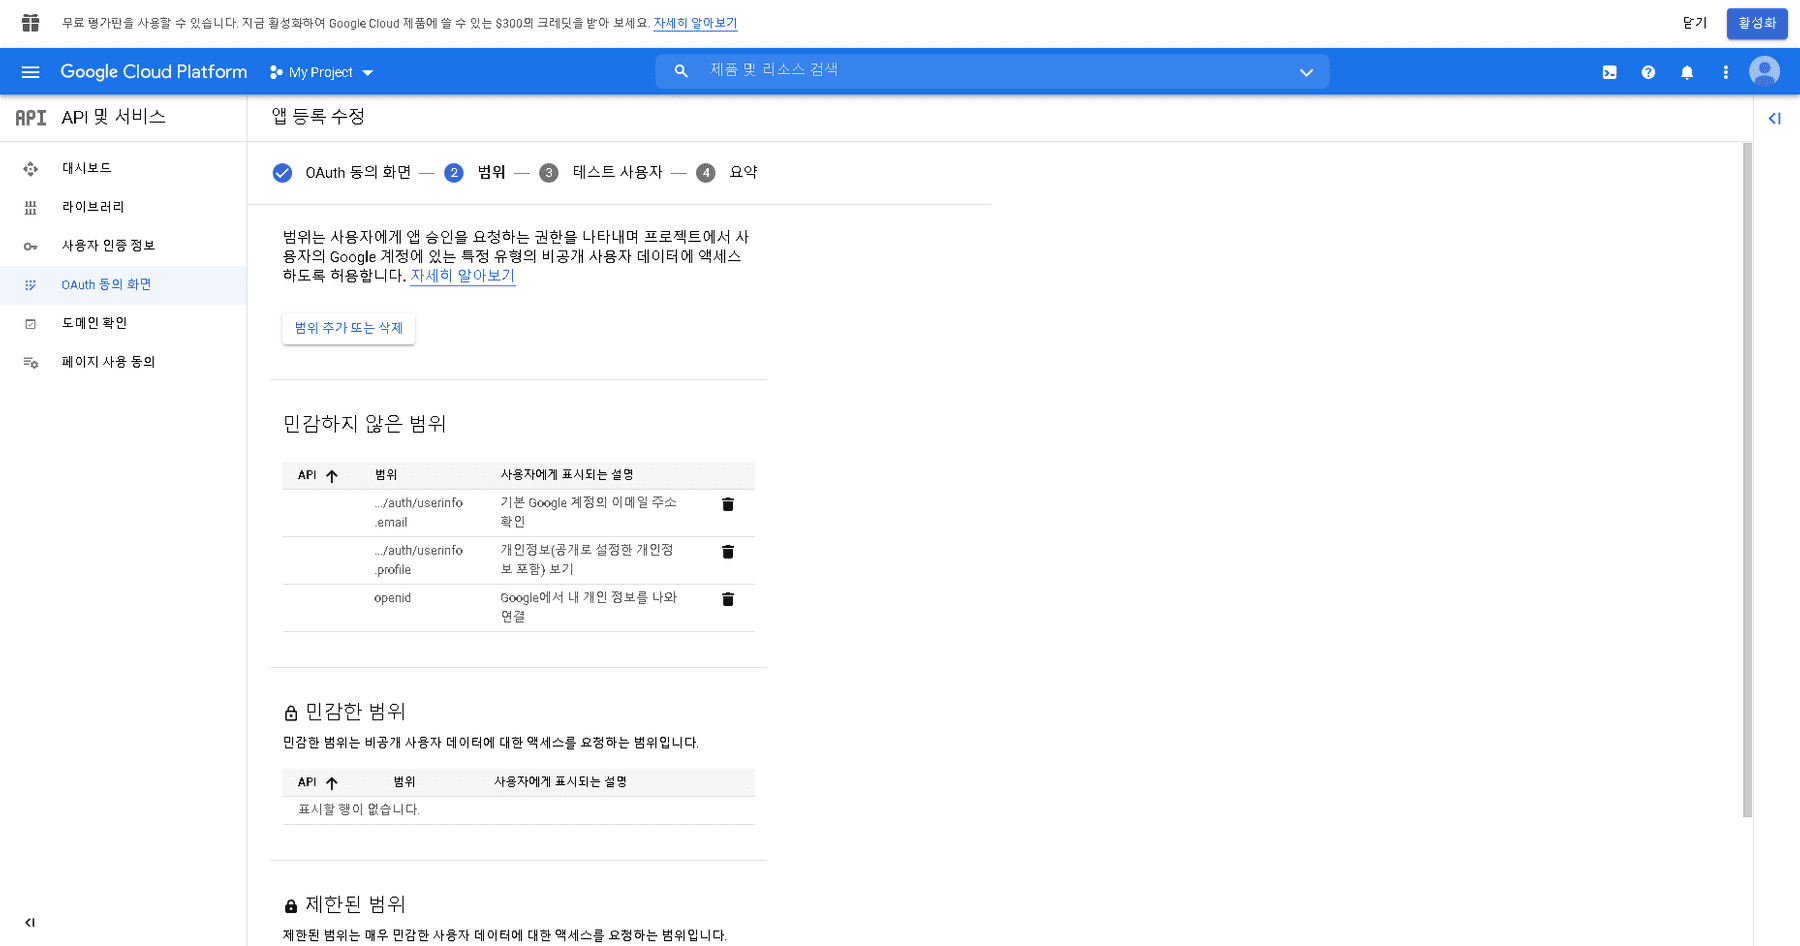 무료 평가판을 사용할 수 있습니다. 지금 활성화하여 Google Cloud 제품에 쓸 수 있는 $300의 크레딧을 받아 보세요. 자세히 알아보기
닫기
활성화
Google Cloud Platform
My Project
제품 및 리소스 검색
API
API 및 서비스
앱 등록 수정
대시보드
라이브러리
사용자 인증 정보
OAuth 동의 화면
도메인 확인
페이지 사용 동의
OAuth 동의 화면 — 2 범위 — 3 테스트 사용자 — 4 요약
범위는 사용자에게 앱 승인을 요청하는 권한을 나타내며 프로젝트에서 사
용자의 Google 계정에 있는 특정 유형의 비공개 사용자 데이터에 액세스
하도록 허용합니다. 자세히 알아보기
범위 추가 또는 삭제
민감하지 않은 범위
API 범위 사용자에게 표시되는 설명
.../auth/userinfo
.email
기본 Google 계정의 이메일 주소
확인
.../auth/userinfo
.profile
개인정보(공개로 설정한 개인정
보 포함) 보기
openid
Google에서 내 개인 정보를 나와
연결
민감한 범위
민감한 범위는 비공개 사용자 데이터에 대한 액세스를 요청하는 범위입니다.
API 범위 사용자에게 표시되는 설명
표시할 행이 없습니다.
제한된 범위
제한된 범위는 매우 민감한 사용자 데이터에 대한 액세스를 요청하는 범위입니다.